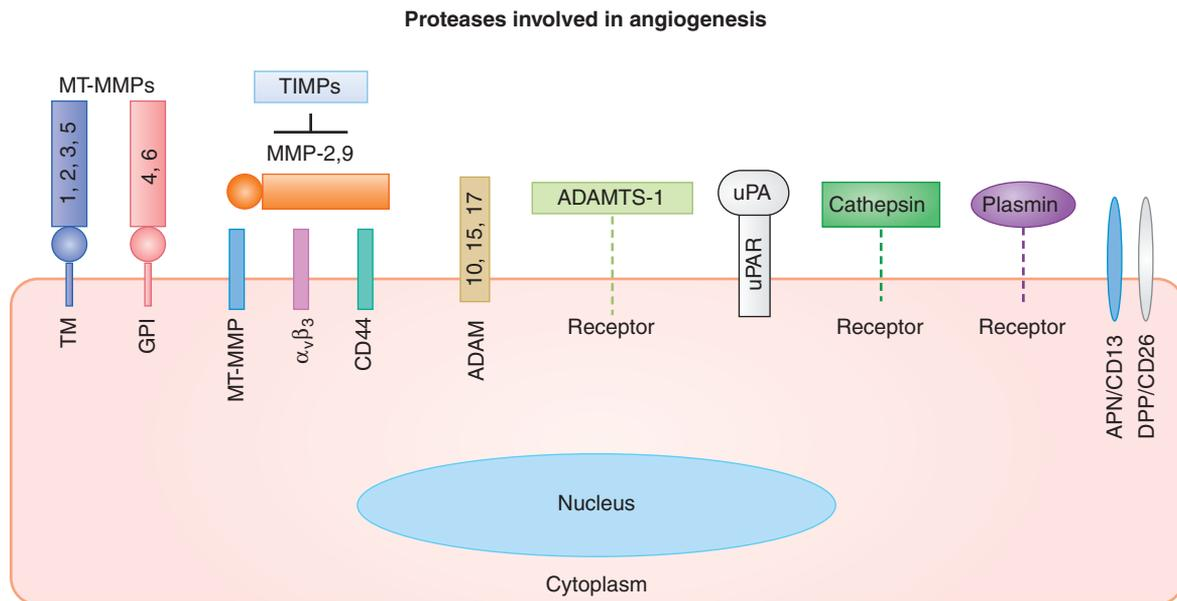 Proteases involved in angiogenesis
MT-MMPs
1, 2, 3, 5
4, 6
TIMPs
MMP-2,9
10, 15, 17
ADAMTS-1
uPA
uPAR
Cathepsin
Plasmin
TM
GPI
MT-MMP
αvβ3
CD44
ADAM
Receptor
Receptor
Receptor
APN/CD13
DPP/CD26
Nucleus
Cytoplasm